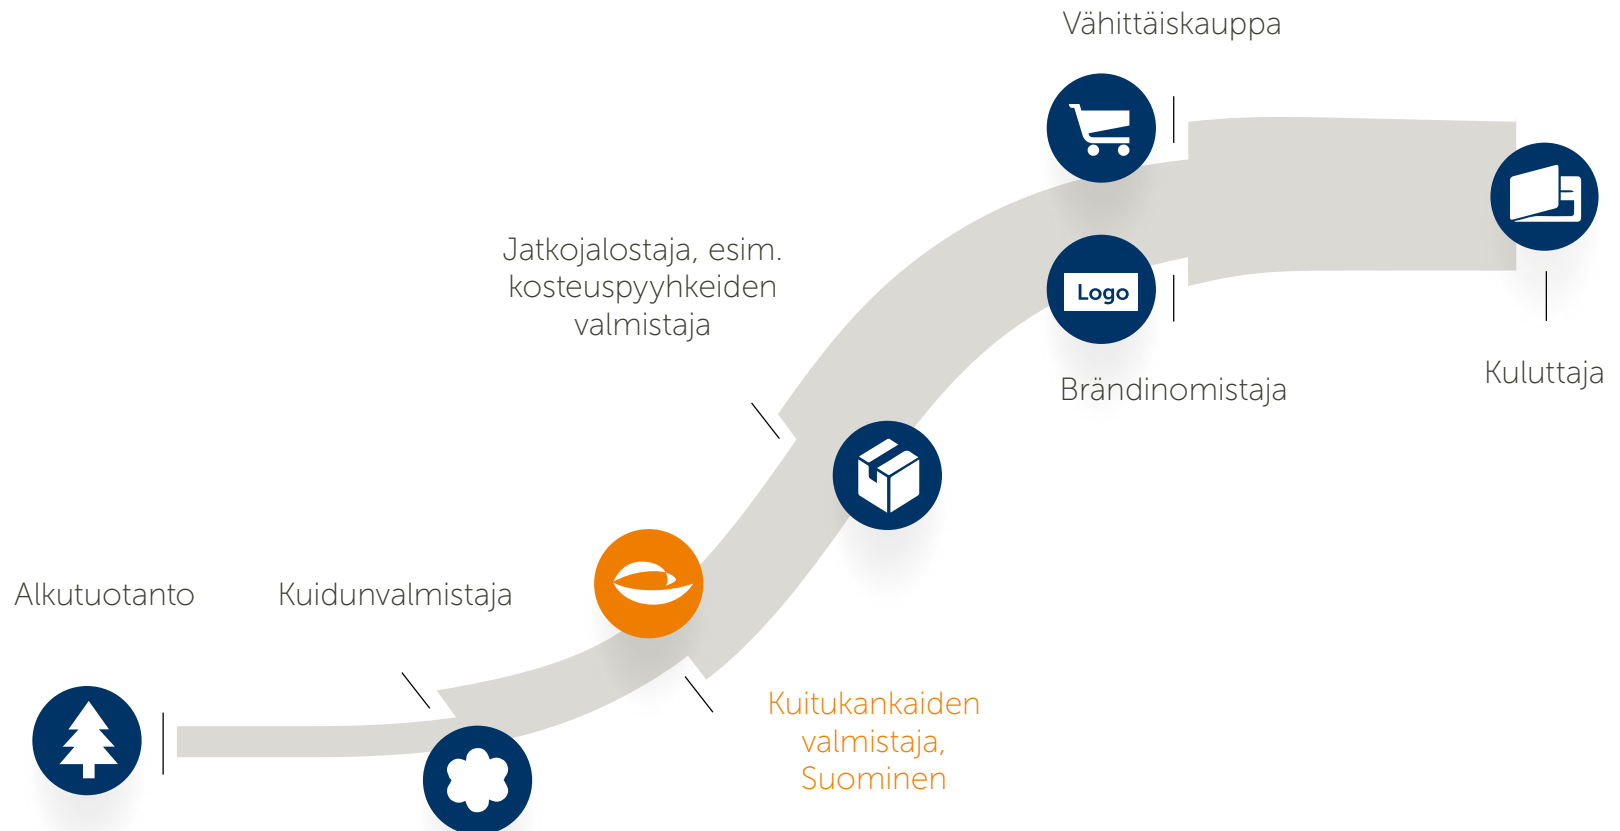 Vähittäiskauppa
Jatkojalostaja, esim.
kosteuspyyhkeiden
valmistaja
Logo
Brändinomistaja
Kuluttaja
Alkutuotanto
Kuidunvalmistaja
Kuitukankaiden
valmistaja,
Suominen